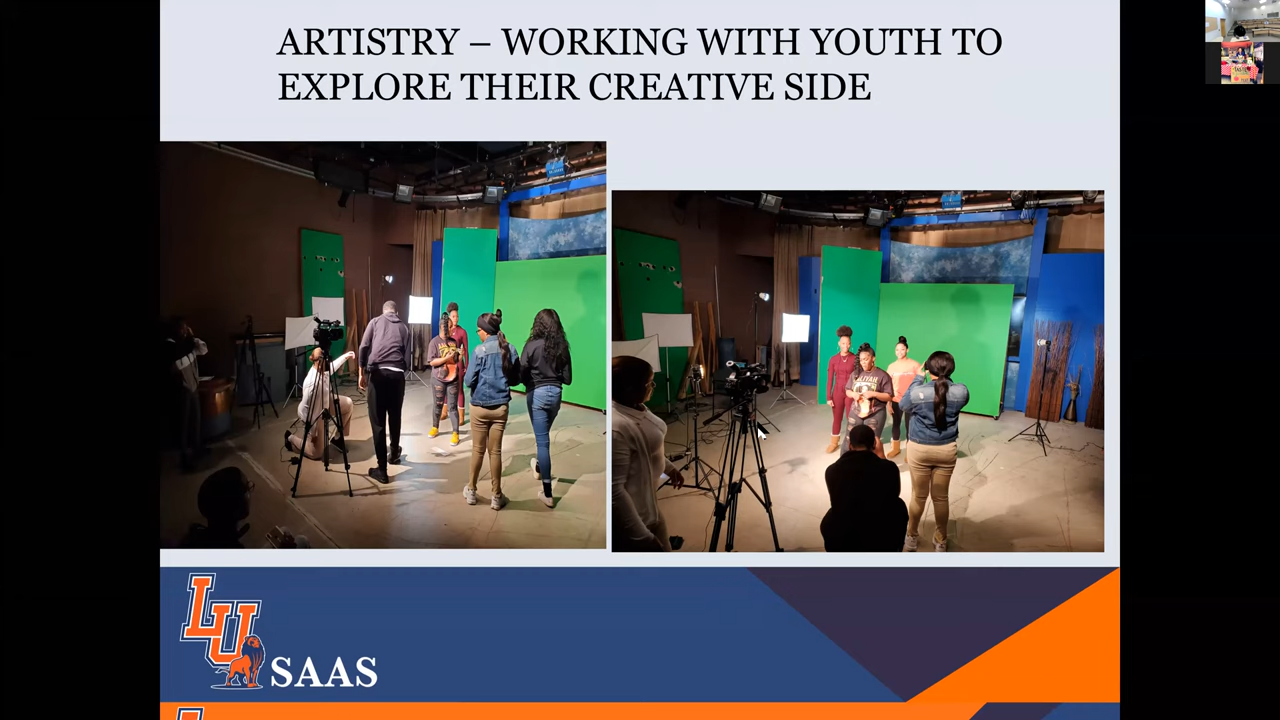 ARTISTRY – WORKING WITH YOUTH TO
EXPLORE THEIR CREATIVE SIDE
LU
SAAS